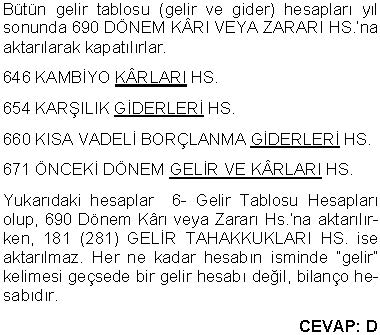 Bütün gelir tablosu (gelir ve gider) hesapları yıl
sonunda 690 DÖNEM KÂRI VEYA ZARARI HS.'na
aktarılarak kapatılırlar.
646 KAMBİYO KÂRLARI HS.
654 KARŞILIK GİDERLERİ HS.
660 KISA VADELİ BORÇLANMA GİDERLERİ HS.
671 ÖNCEKİ DÖNEM GELİR VE KÂRLARI HS.
Yukarıdaki hesaplar 6- Gelir Tablosu Hesapları
olup, 690 Dönem Kârı veya Zararı Hs.'na aktarılır-
ken, 181 (281) GELİR TAHAKKUKLARI HS. ise
aktarılmaz. Her ne kadar hesabın isminde "gelir"
kelimesi geçsede bir gelir hesabı değil, bilanço he-
sabıdır.
CEVAP: D